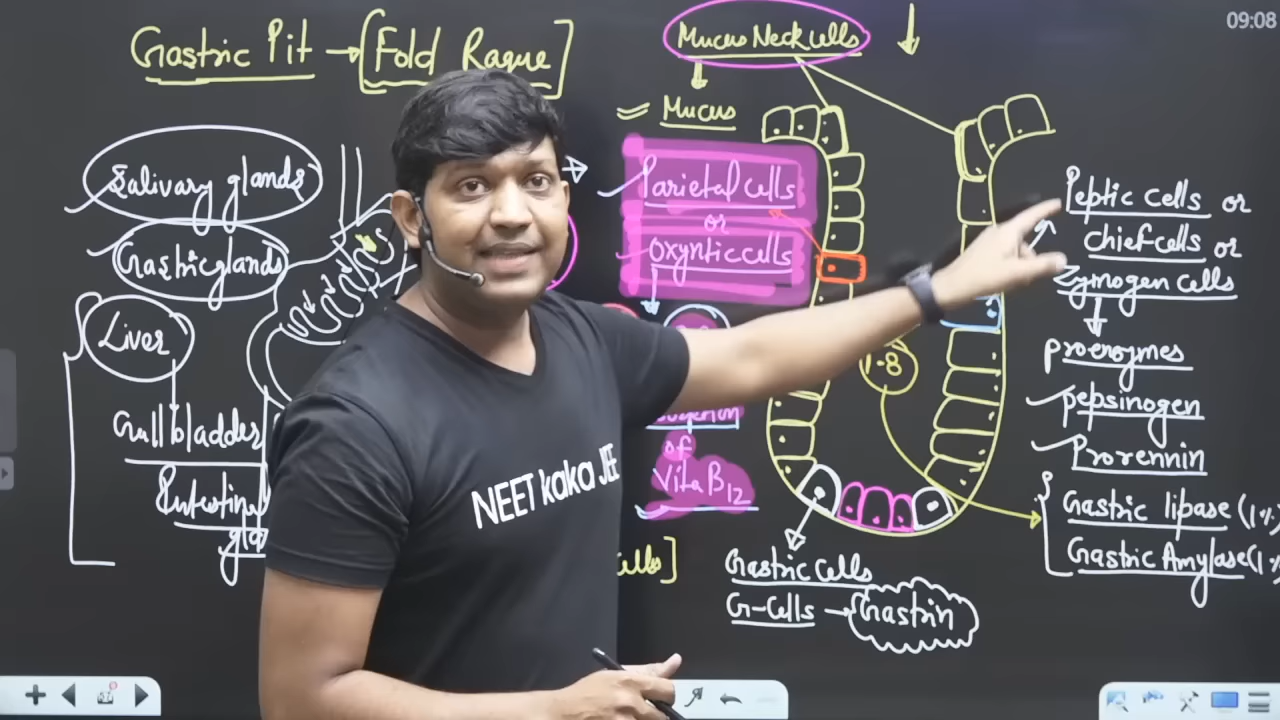 Gastric Pit → [Fold Rague]
Mucus Neck cells
09:08
= Mucus
Salivary glands
Gastric glands
Liver
Gall bladder
Parietal cells
or
oxyntic cells
Peptic cells or
chief cells or
Zymogen cells
proenzymes
pepsinogen
Prorennin
Gastric lipase (1%
Gastric Amylase (1%
1-8
of
Vita B12
NEET kaka JEE
Gastric cells
G-cells → Gastrin